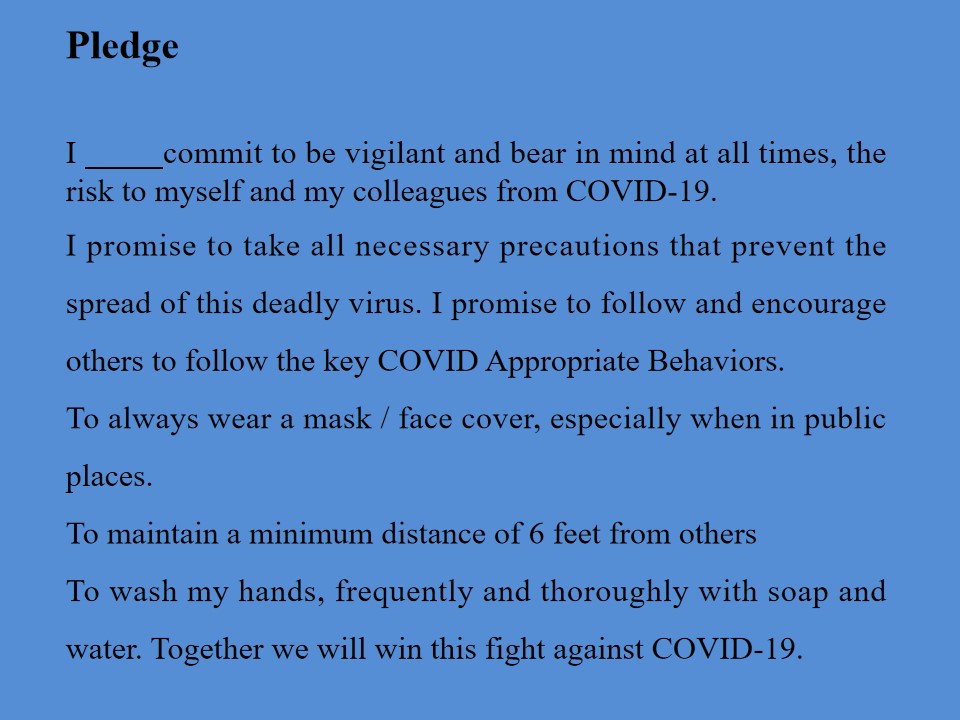 Pledge
I _____commit to be vigilant and bear in mind at all times, the
risk to myself and my colleagues from COVID-19.
I promise to take all necessary precautions that prevent the
spread of this deadly virus. I promise to follow and encourage
others to follow the key COVID Appropriate Behaviors.
To always wear a mask / face cover, especially when in public
places.
To maintain a minimum distance of 6 feet from others
To wash my hands, frequently and thoroughly with soap and
water. Together we will win this fight against COVID-19.